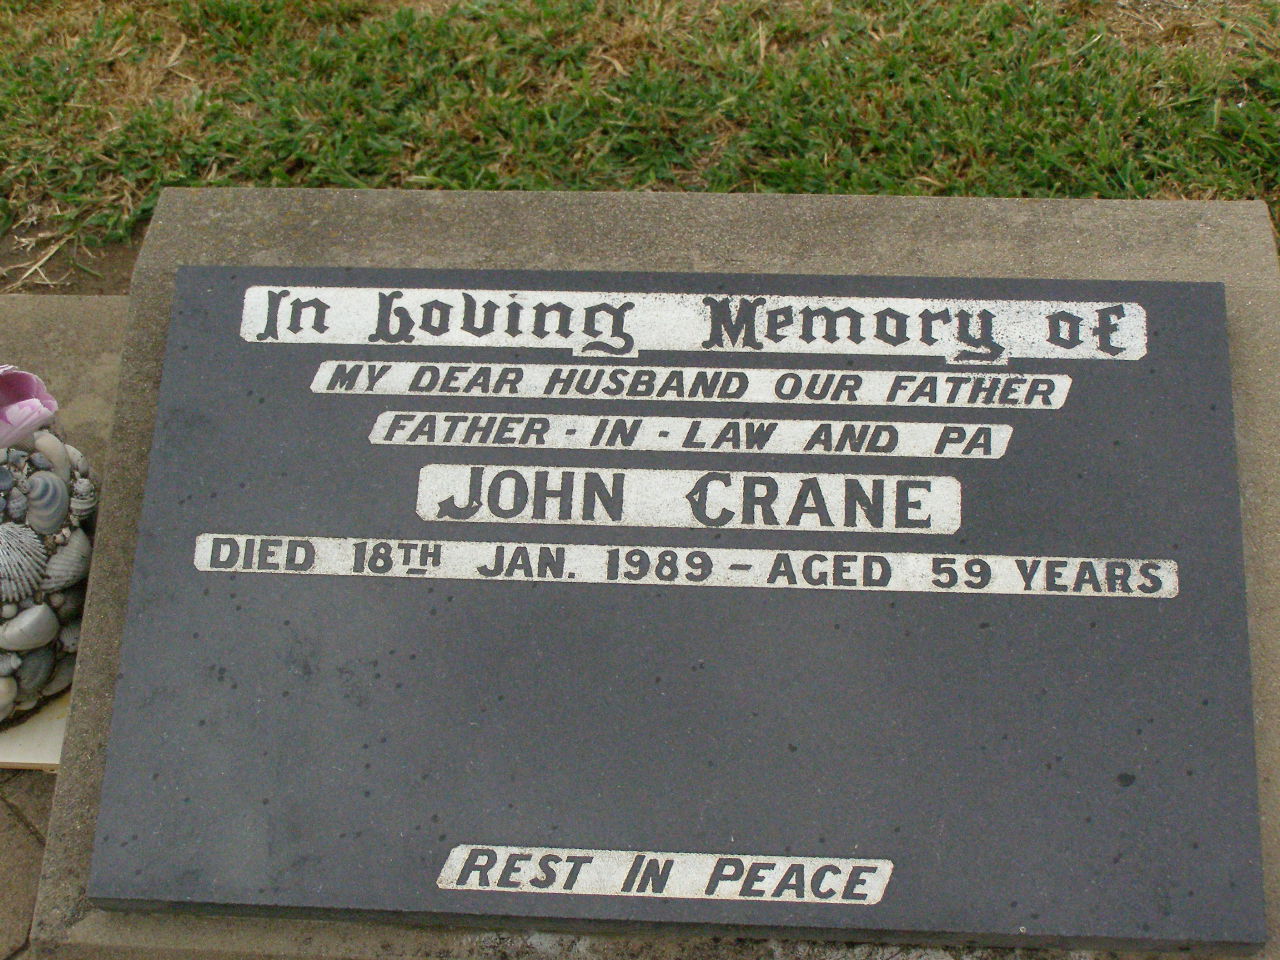 In Loving Memory of
MY DEAR HUSBAND OUR FATHER
FATHER-IN-LAW AND PA
JOHN CRANE
DIED 18TH JAN. 1989 - AGED 59 YEARS
REST IN PEACE